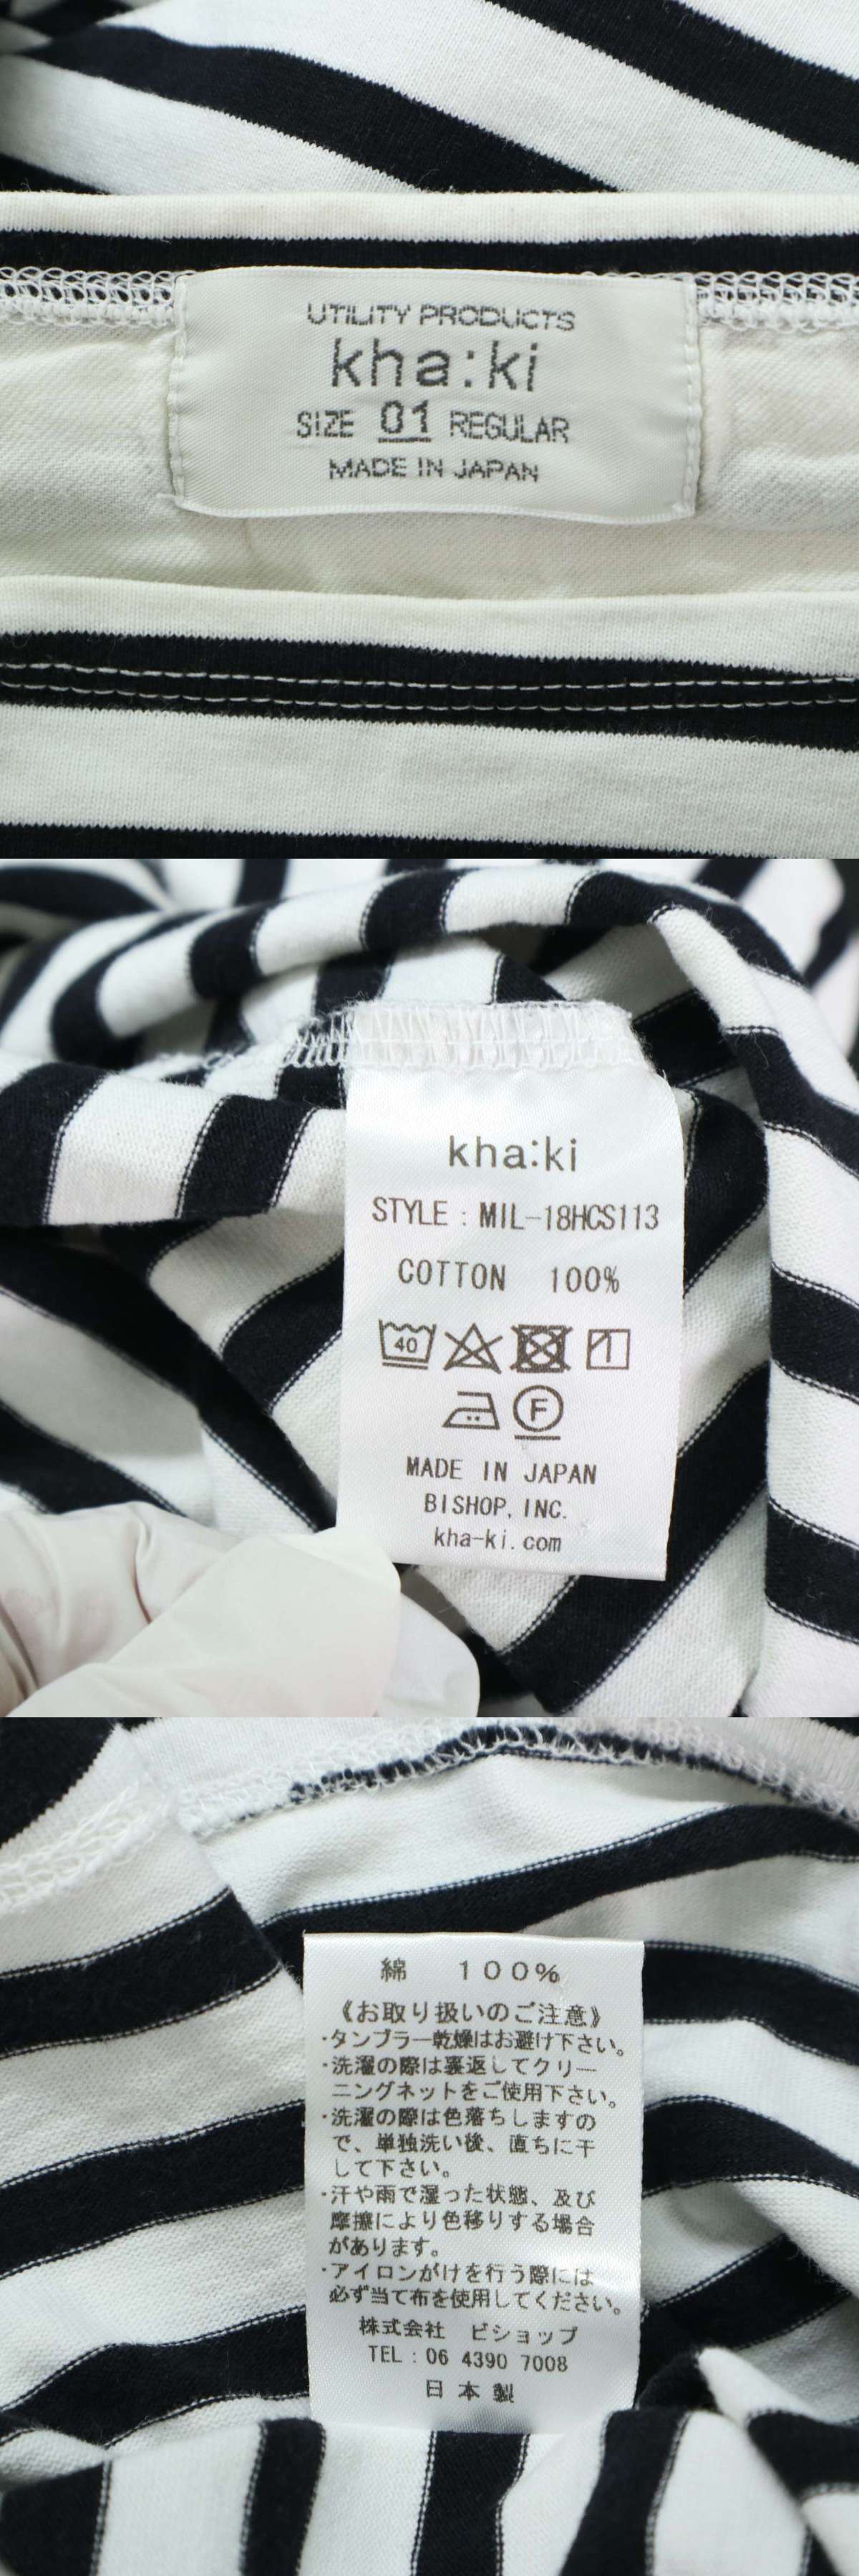 UTILITY PRODUCTS
kha:ki
SIZE 01 REGULAR
MADE IN JAPAN
kha:ki
STYLE : MIL-18HCS113
COTTON 100%
40
F
MADE IN JAPAN
BISHOP, INC.
kha-ki.com
綿 100%
《お取り扱いのご注意》
・タンブラー乾燥はお避け下さい。
・洗濯の際は裏返してクリー
ニングネットをご使用下さい。
・洗濯の際は色落ちしますの
で、単独洗い後、直ちに干
して下さい。
・汗や雨で湿った状態、及び
摩擦により色移りする場合
があります。
・アイロンがけを行う際には
必ず当て布を使用してください。
株式会社 ビショップ
TEL : 06 4390 7008
日本製